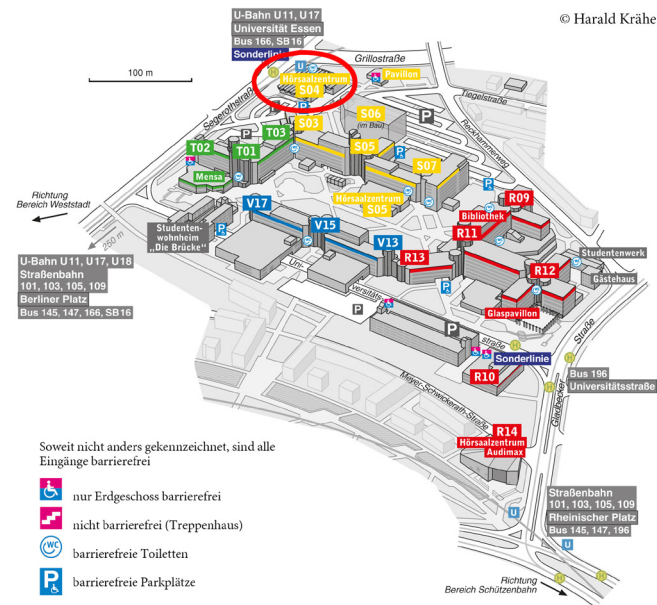 © Harald Krähe
U-Bahn U11, U17
Universität Essen
Bus 166, SB16
Sonderlinie
100 m
Grillostraße
Segerothstraße
Tiegelstraße
Reckhammerweg
Hörsaalzentrum
S04
Pavillon
S06
(im Bau)
S03
S05
S07
T03
T02
T01
Mensa
Hörsaalzentrum
S05
Richtung
Bereich Weststadt
250 m
Studenten-
wohnheim
„Die Brücke“
V17
V15
V13
R09
Bibliothek
R11
R13
R12
Glaspavillon
Studentenwerk
Gästehaus
U-Bahn U11, U17, U18
Straßenbahn
101, 103, 105, 109
Berliner Platz
Bus 145, 147, 166, SB16
Uni-
versitäts-
straße
Sonderlinie
Gladbecker Straße
Bus 196
Universitätsstraße
R10
Meyer-Schwickerath-Straße
R14
Hörsaalzentrum
Audimax
Straßenbahn
101, 103, 105, 109
Rheinischer Platz
Bus 145, 147, 196
Richtung
Bereich Schützenbahn
Soweit nicht anders gekennzeichnet, sind alle
Eingänge barrierefrei
nur Erdgeschoss barrierefrei
nicht barrierefrei (Treppenhaus)
WC
barrierefreie Toiletten
P
barrierefreie Parkplätze